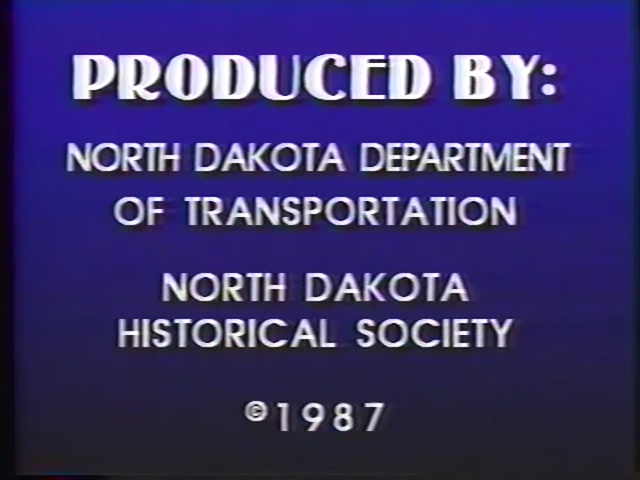 PRODUCED BY:
NORTH DAKOTA DEPARTMENT
OF TRANSPORTATION
NORTH DAKOTA
HISTORICAL SOCIETY
©1987